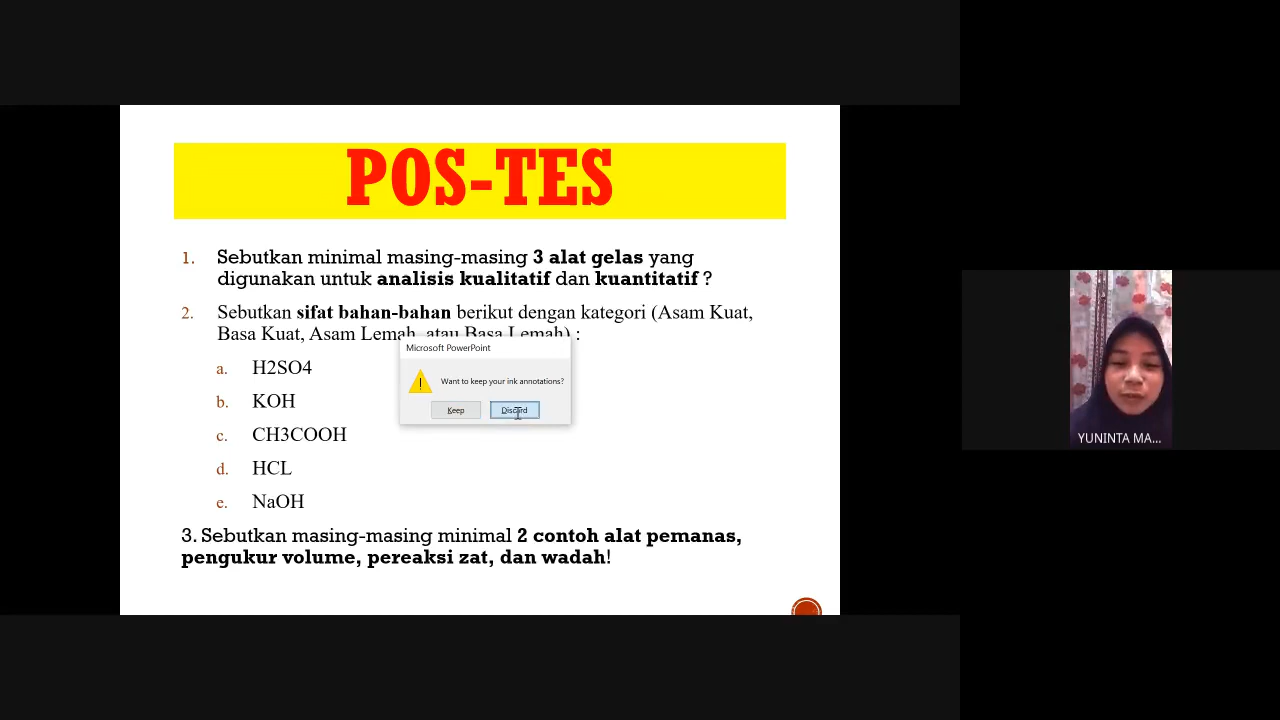 POS-TES
1. Sebutkan minimal masing-masing 3 alat gelas yang
digunakan untuk analisis kualitatif dan kuantitatif ?
2. Sebutkan sifat bahan-bahan berikut dengan kategori (Asam Kuat,
Basa Kuat, Asam Lemah, atau Basa Lemah) :
Microsoft PowerPoint
Want to keep your ink annotations?
Keep Discard
a. H2SO4
b. KOH
c. CH3COOH
d. HCL
e. NaOH
3. Sebutkan masing-masing minimal 2 contoh alat pemanas,
pengukur volume, pereaksi zat, dan wadah!
YUNINTA MA...